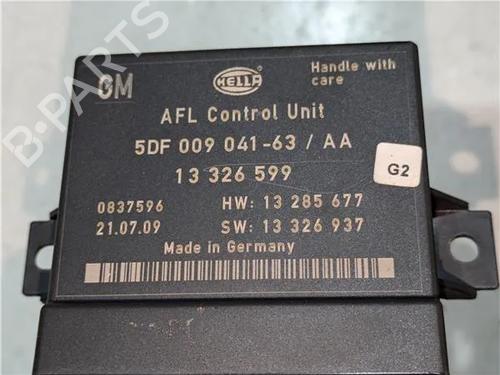 GM
HELLA
Handle with
care
AFL Control Unit
5DF 009 041-63 / AA
13 326 599
G2
0837596
HW: 13 285 677
21.07.09
SW: 13 326 937
Made in Germany
B-PARTS